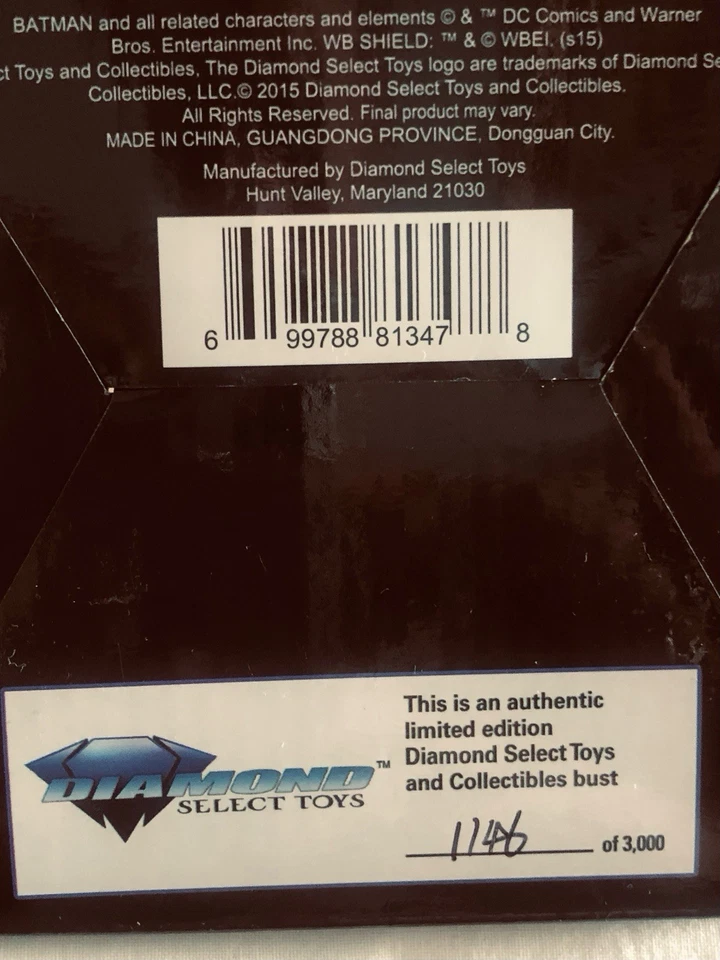 BATMAN and all related characters and elements © & ™ DC Comics and Warner
Bros. Entertainment Inc. WB SHIELD: ™ & © WBEI. (s15)
ct Toys and Collectibles, The Diamond Select Toys logo are trademarks of Diamond Se
Collectibles, LLC.© 2015 Diamond Select Toys and Collectibles.
All Rights Reserved. Final product may vary.
MADE IN CHINA, GUANGDONG PROVINCE, Dongguan City.
Manufactured by Diamond Select Toys
Hunt Valley, Maryland 21030
6 99788 81347 8
DIAMOND™
SELECT TOYS
This is an authentic
limited edition
Diamond Select Toys
and Collectibles bust
1146 of 3,000